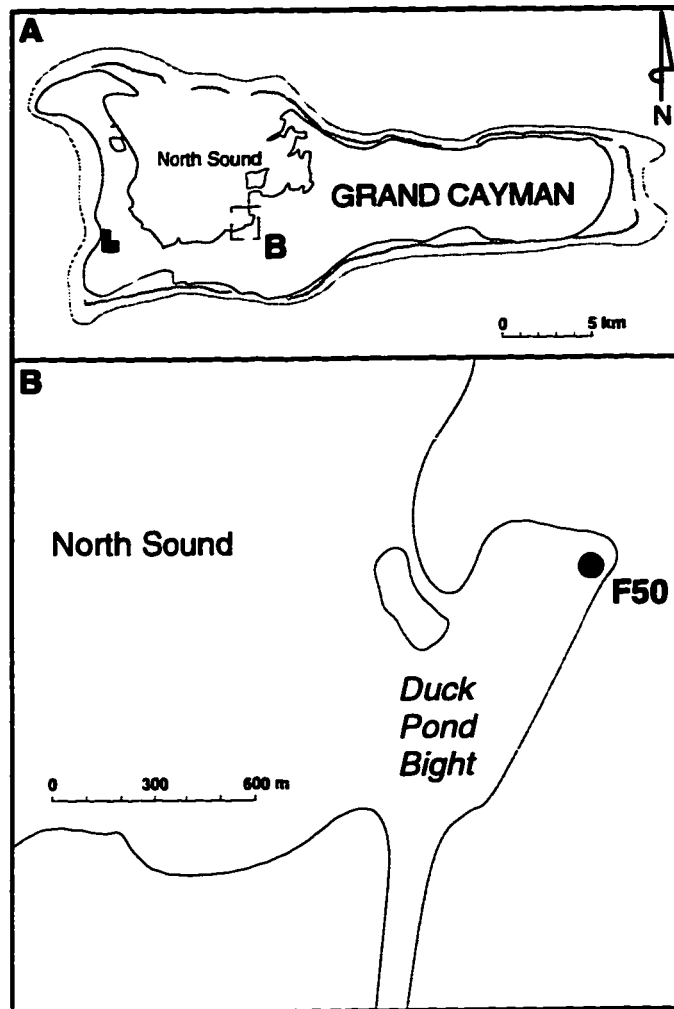 A
N
North Sound
GRAND CAYMAN
B
0 5 km
B
North Sound
F50
Duck
Pond
Bight
0 300 600 m